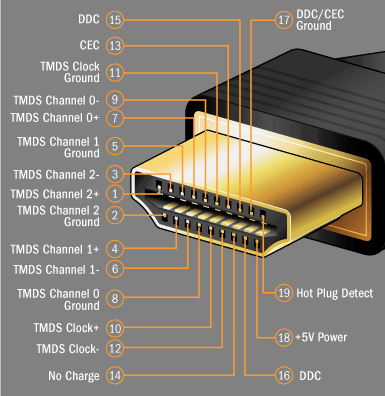 DDC 15
CEC 13
TMDS Clock
Ground 11
TMDS Channel 0- 9
TMDS Channel 0+ 7
TMDS Channel 1
Ground 5
TMDS Channel 2- 3
TMDS Channel 2+ 1
TMDS Channel 2
Ground 2
TMDS Channel 1+ 4
TMDS Channel 1- 6
TMDS Channel 0
Ground 8
TMDS Clock+ 10
TMDS Clock- 12
No Charge 14
17 DDC/CEC
Ground
19 Hot Plug Detect
18 +5V Power
16 DDC